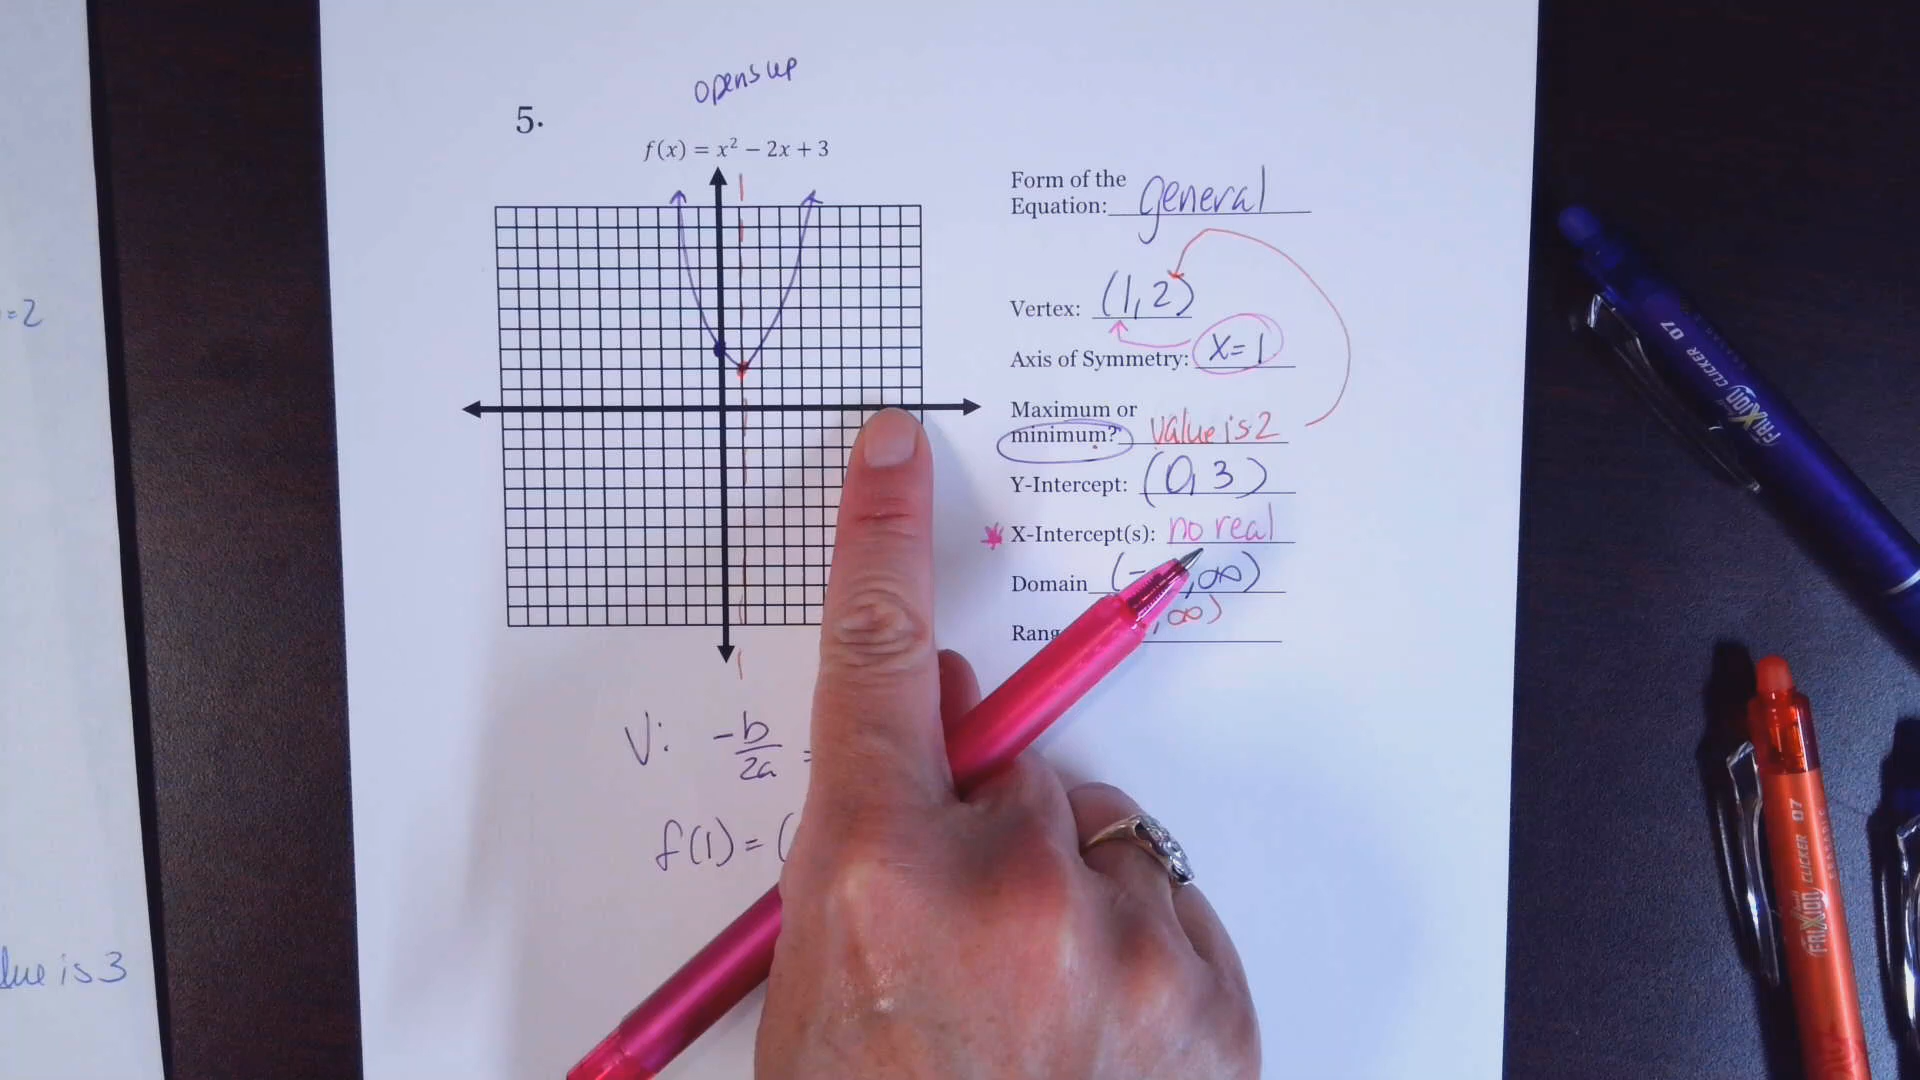 opens up
5.
f(x) = x² − 2x + 3
Form of the
Equation: general
Vertex: (1, 2)
Axis of Symmetry: x = 1
Maximum or
minimum? value is 2
Y-Intercept: (0, 3)
X-Intercept(s): no real
Domain (-, ∞)
, ∞)
V: -b/2a =
f(1) = (
=2
is 3
FRIXION CLICKER 07
FRIXION CLICKER 07